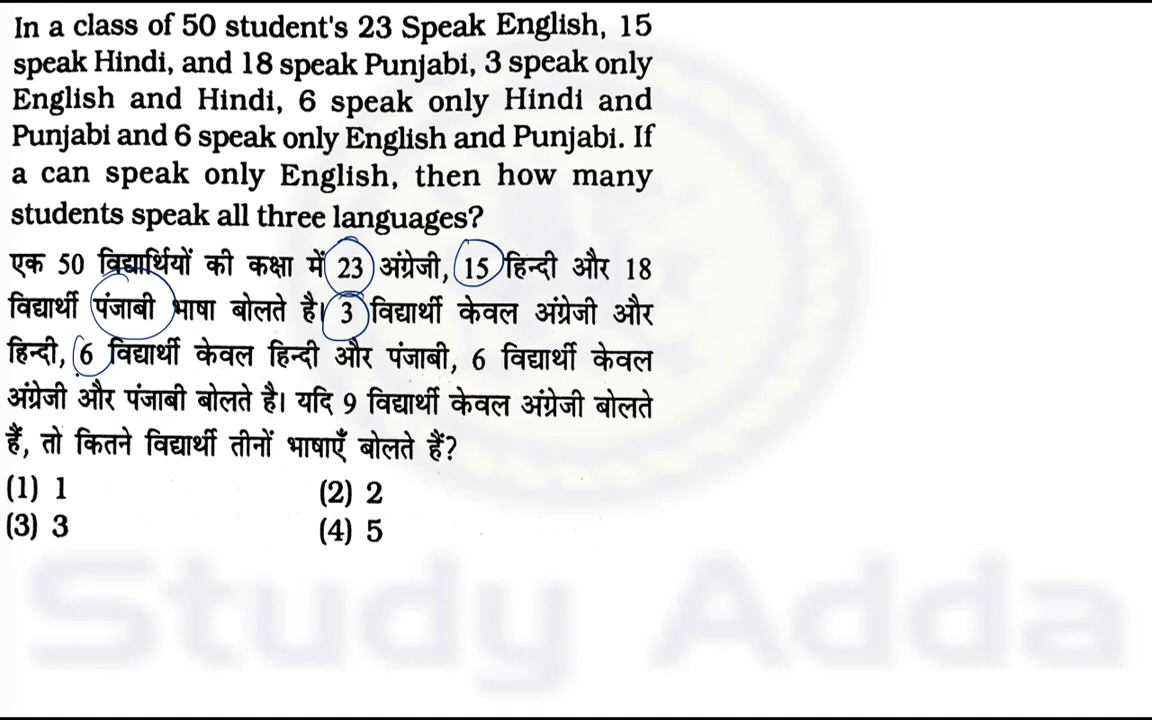 In a class of 50 student's 23 Speak English, 15
speak Hindi, and 18 speak Punjabi, 3 speak only
English and Hindi, 6 speak only Hindi and
Punjabi and 6 speak only English and Punjabi. If
a can speak only English, then how many
students speak all three languages?
एक 50 विद्यार्थियों की कक्षा में 23 अंग्रेजी, 15 हिन्दी और 18
विद्यार्थी पंजाबी भाषा बोलते है। 3 विद्यार्थी केवल अंग्रेजी और
हिन्दी, 6 विद्यार्थी केवल हिन्दी और पंजाबी, 6 विद्यार्थी केवल
अंग्रेजी और पंजाबी बोलते है। यदि 9 विद्यार्थी केवल अंग्रेजी बोलते
हैं, तो कितने विद्यार्थी तीनों भाषाएँ बोलते हैं?
(1) 1 (2) 2
(3) 3 (4) 5
Study Adda